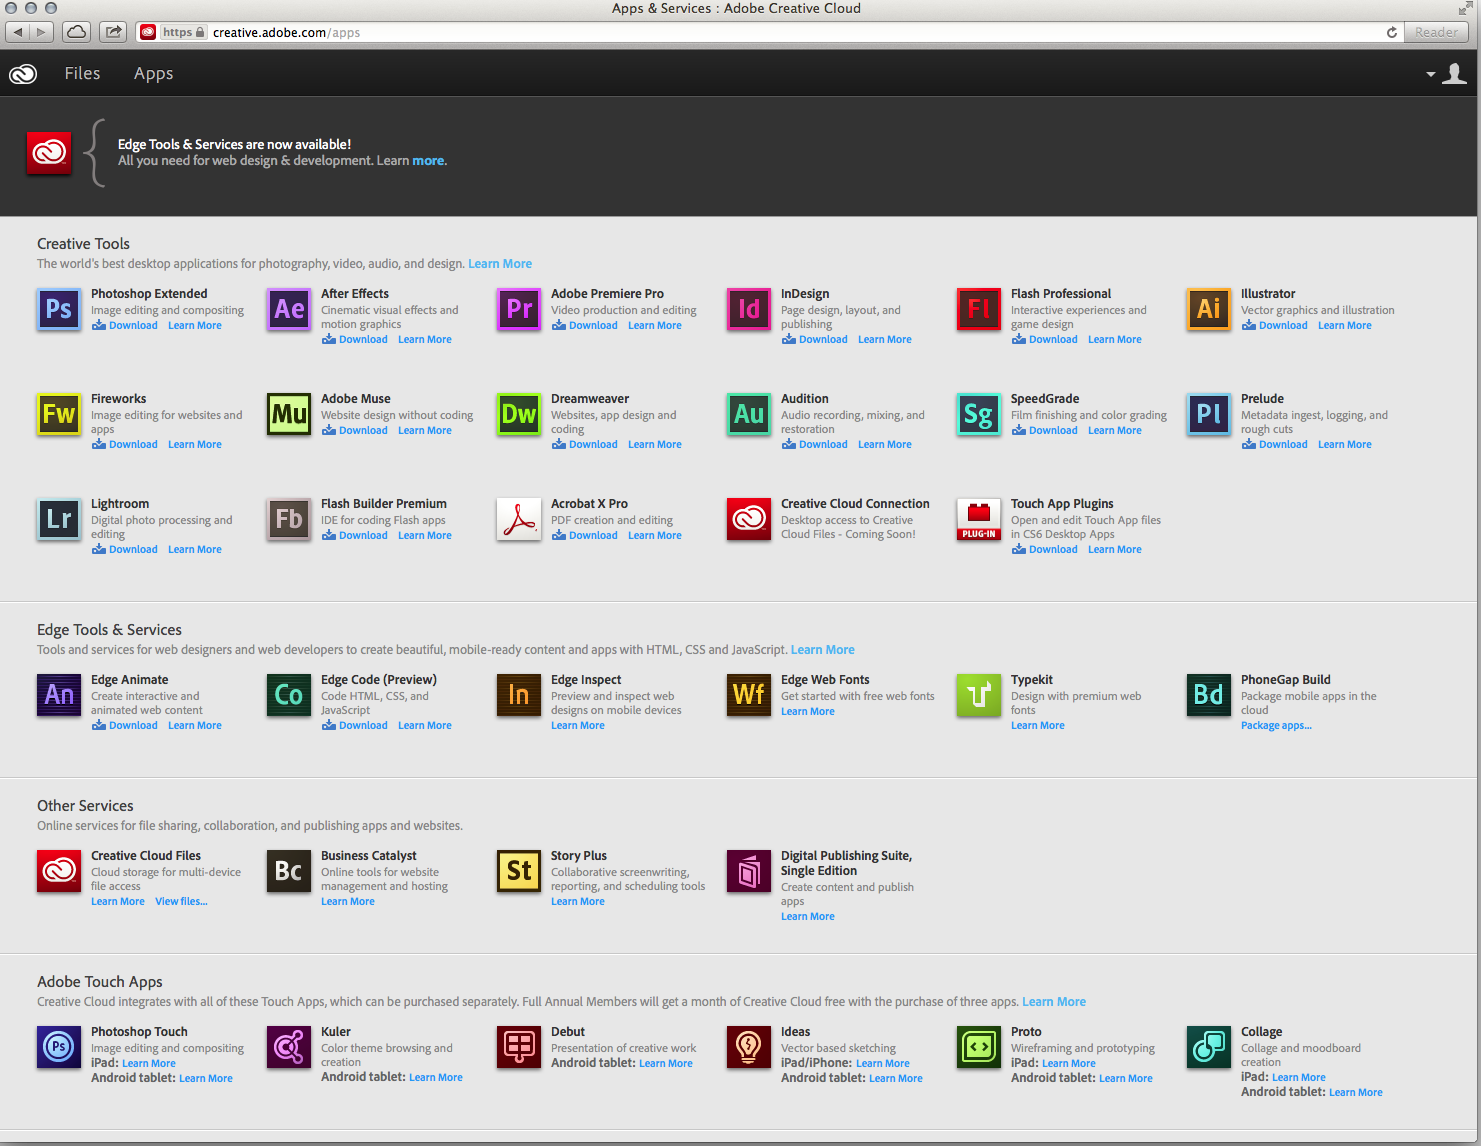 Apps & Services : Adobe Creative Cloud
https creative.adobe.com/apps Reader
Files Apps
Edge Tools & Services are now available!
All you need for web design & development. Learn more.
Creative Tools
The world's best desktop applications for photography, video, audio, and design. Learn More
Ps
Photoshop Extended
Image editing and compositing
Download Learn More
Ae
After Effects
Cinematic visual effects and
motion graphics
Download Learn More
Pr
Adobe Premiere Pro
Video production and editing
Download Learn More
Id
InDesign
Page design, layout, and
publishing
Download Learn More
Fl
Flash Professional
Interactive experiences and
game design
Download Learn More
Ai
Illustrator
Vector graphics and illustration
Download Learn More
Fw
Fireworks
Image editing for websites and
apps
Download Learn More
Mu
Adobe Muse
Website design without coding
Download Learn More
Dw
Dreamweaver
Websites, app design and
coding
Download Learn More
Au
Audition
Audio recording, mixing, and
restoration
Download Learn More
Sg
SpeedGrade
Film finishing and color grading
Download Learn More
Pl
Prelude
Metadata ingest, logging, and
rough cuts
Download Learn More
Lr
Lightroom
Digital photo processing and
editing
Download Learn More
Fb
Flash Builder Premium
IDE for coding Flash apps
Download Learn More
Acrobat X Pro
PDF creation and editing
Download Learn More
Creative Cloud Connection
Desktop access to Creative
Cloud Files - Coming Soon!
PLUG-IN
Touch App Plugins
Open and edit Touch App files
in CS6 Desktop Apps
Download Learn More
Edge Tools & Services
Tools and services for web designers and web developers to create beautiful, mobile-ready content and apps with HTML, CSS and JavaScript. Learn More
An
Edge Animate
Create interactive and
animated web content
Download Learn More
Co
Edge Code (Preview)
Code HTML, CSS, and
JavaScript
Download Learn More
In
Edge Inspect
Preview and inspect web
designs on mobile devices
Learn More
Wf
Edge Web Fonts
Get started with free web fonts
Learn More
Typekit
Design with premium web
fonts
Learn More
Bd
PhoneGap Build
Package mobile apps in the
cloud
Package apps...
Other Services
Online services for file sharing, collaboration, and publishing apps and websites.
Creative Cloud Files
Cloud storage for multi-device
file access
Learn More View files...
Bc
Business Catalyst
Online tools for website
management and hosting
Learn More
St
Story Plus
Collaborative screenwriting,
reporting, and scheduling tools
Learn More
Digital Publishing Suite,
Single Edition
Create content and publish
apps
Learn More
Adobe Touch Apps
Creative Cloud integrates with all of these Touch Apps, which can be purchased separately. Full Annual Members will get a month of Creative Cloud free with the purchase of three apps. Learn More
Ps
Photoshop Touch
Image editing and compositing
iPad: Learn More
Android tablet: Learn More
Kuler
Color theme browsing and
creation
Android tablet: Learn More
Debut
Presentation of creative work
Android tablet: Learn More
Ideas
Vector based sketching
iPad/iPhone: Learn More
Android tablet: Learn More
Proto
Wireframing and prototyping
iPad: Learn More
Android tablet: Learn More
Collage
Collage and moodboard
creation
iPad: Learn More
Android tablet: Learn More